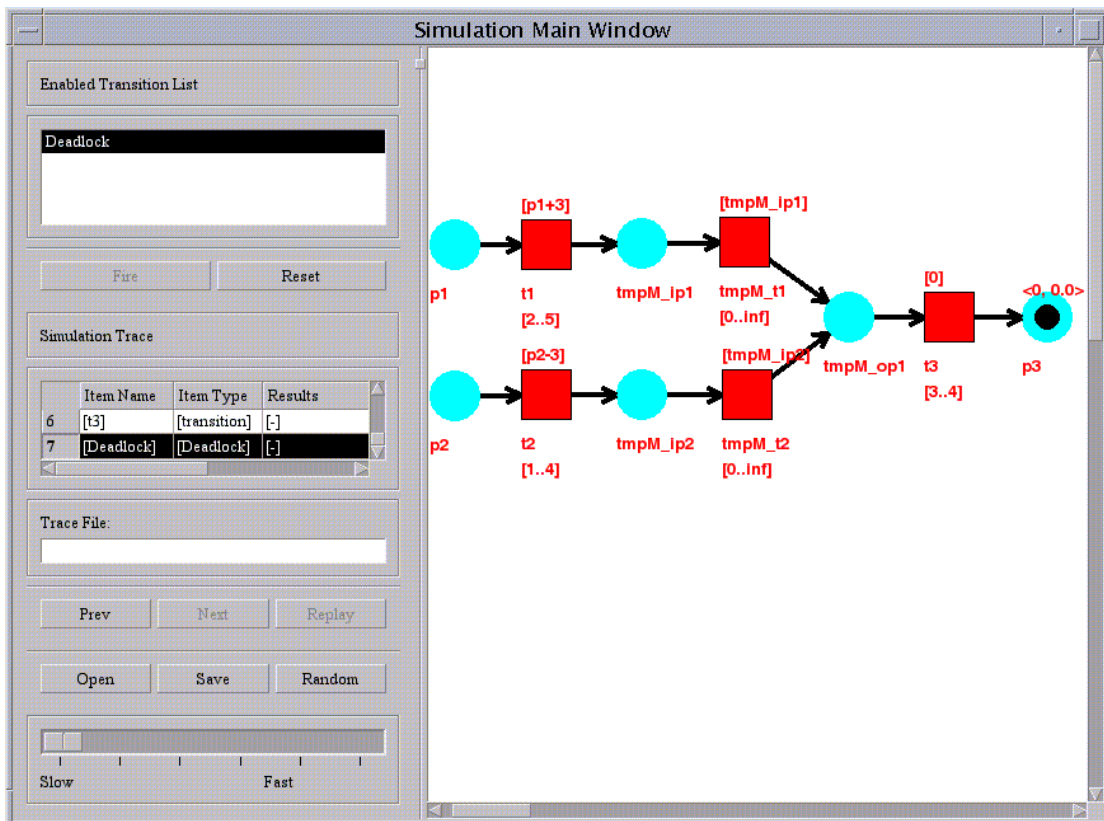 Simulation Main Window
Enabled Transition List
Deadlock
Fire
Reset
Simulation Trace
Item Name Item Type Results
6 [t3] [transition] [-]
7 [Deadlock] [Deadlock] [-]
Trace File:
Prev
Next
Replay
Open
Save
Random
Slow
Fast
[p1+3]
[tmpM_ip1]
p1
t1
tmpM_ip1
tmpM_t1
[2..5]
[0..inf]
[0]
<0, 0.0>
[p2-3]
[tmpM_ip2]
tmpM_op1
t3
p3
[3..4]
p2
t2
tmpM_ip2
tmpM_t2
[1..4]
[0..inf]